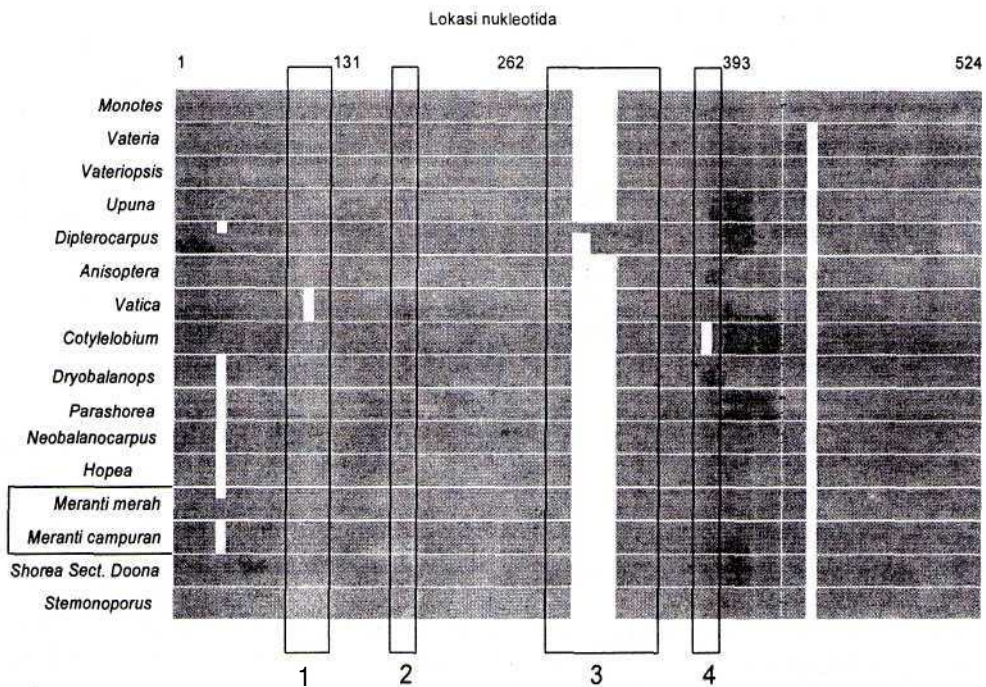 Lokasi nukleotida
1 131 262 393 524
Monotes
Vateria
Vateriopsis
Upuna
Dipterocarpus
Anisoptera
Vatica
Cotylelobium
Dryobalanops
Parashorea
Neobalanocarpus
Hopea
Meranti merah
Meranti campuran
Shorea Sect. Doona
Stemonoporus
1 2 3 4